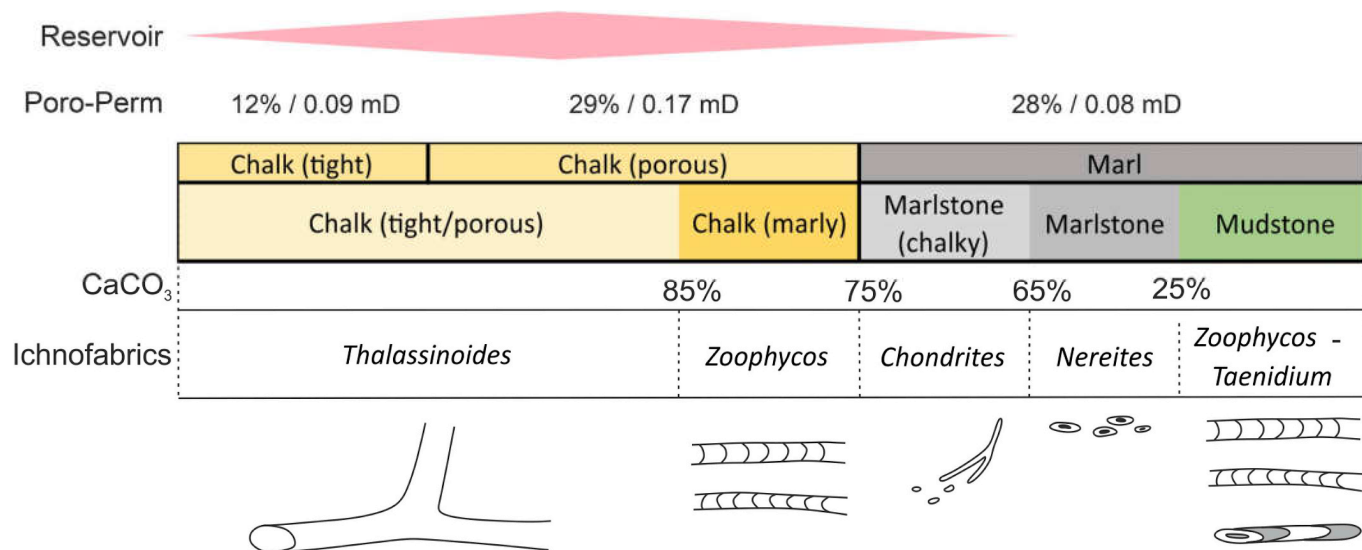 Reservoir
Poro-Perm 12% / 0.09 mD 29% / 0.17 mD 28% / 0.08 mD
Chalk (tight) Chalk (porous) Marl
Chalk (tight/porous) Chalk (marly) Marlstone (chalky) Marlstone Mudstone
CaCO₃ 85% 75% 65% 25%
Ichnofabrics Thalassinoides Zoophycos Chondrites Nereites Zoophycos - Taenidium